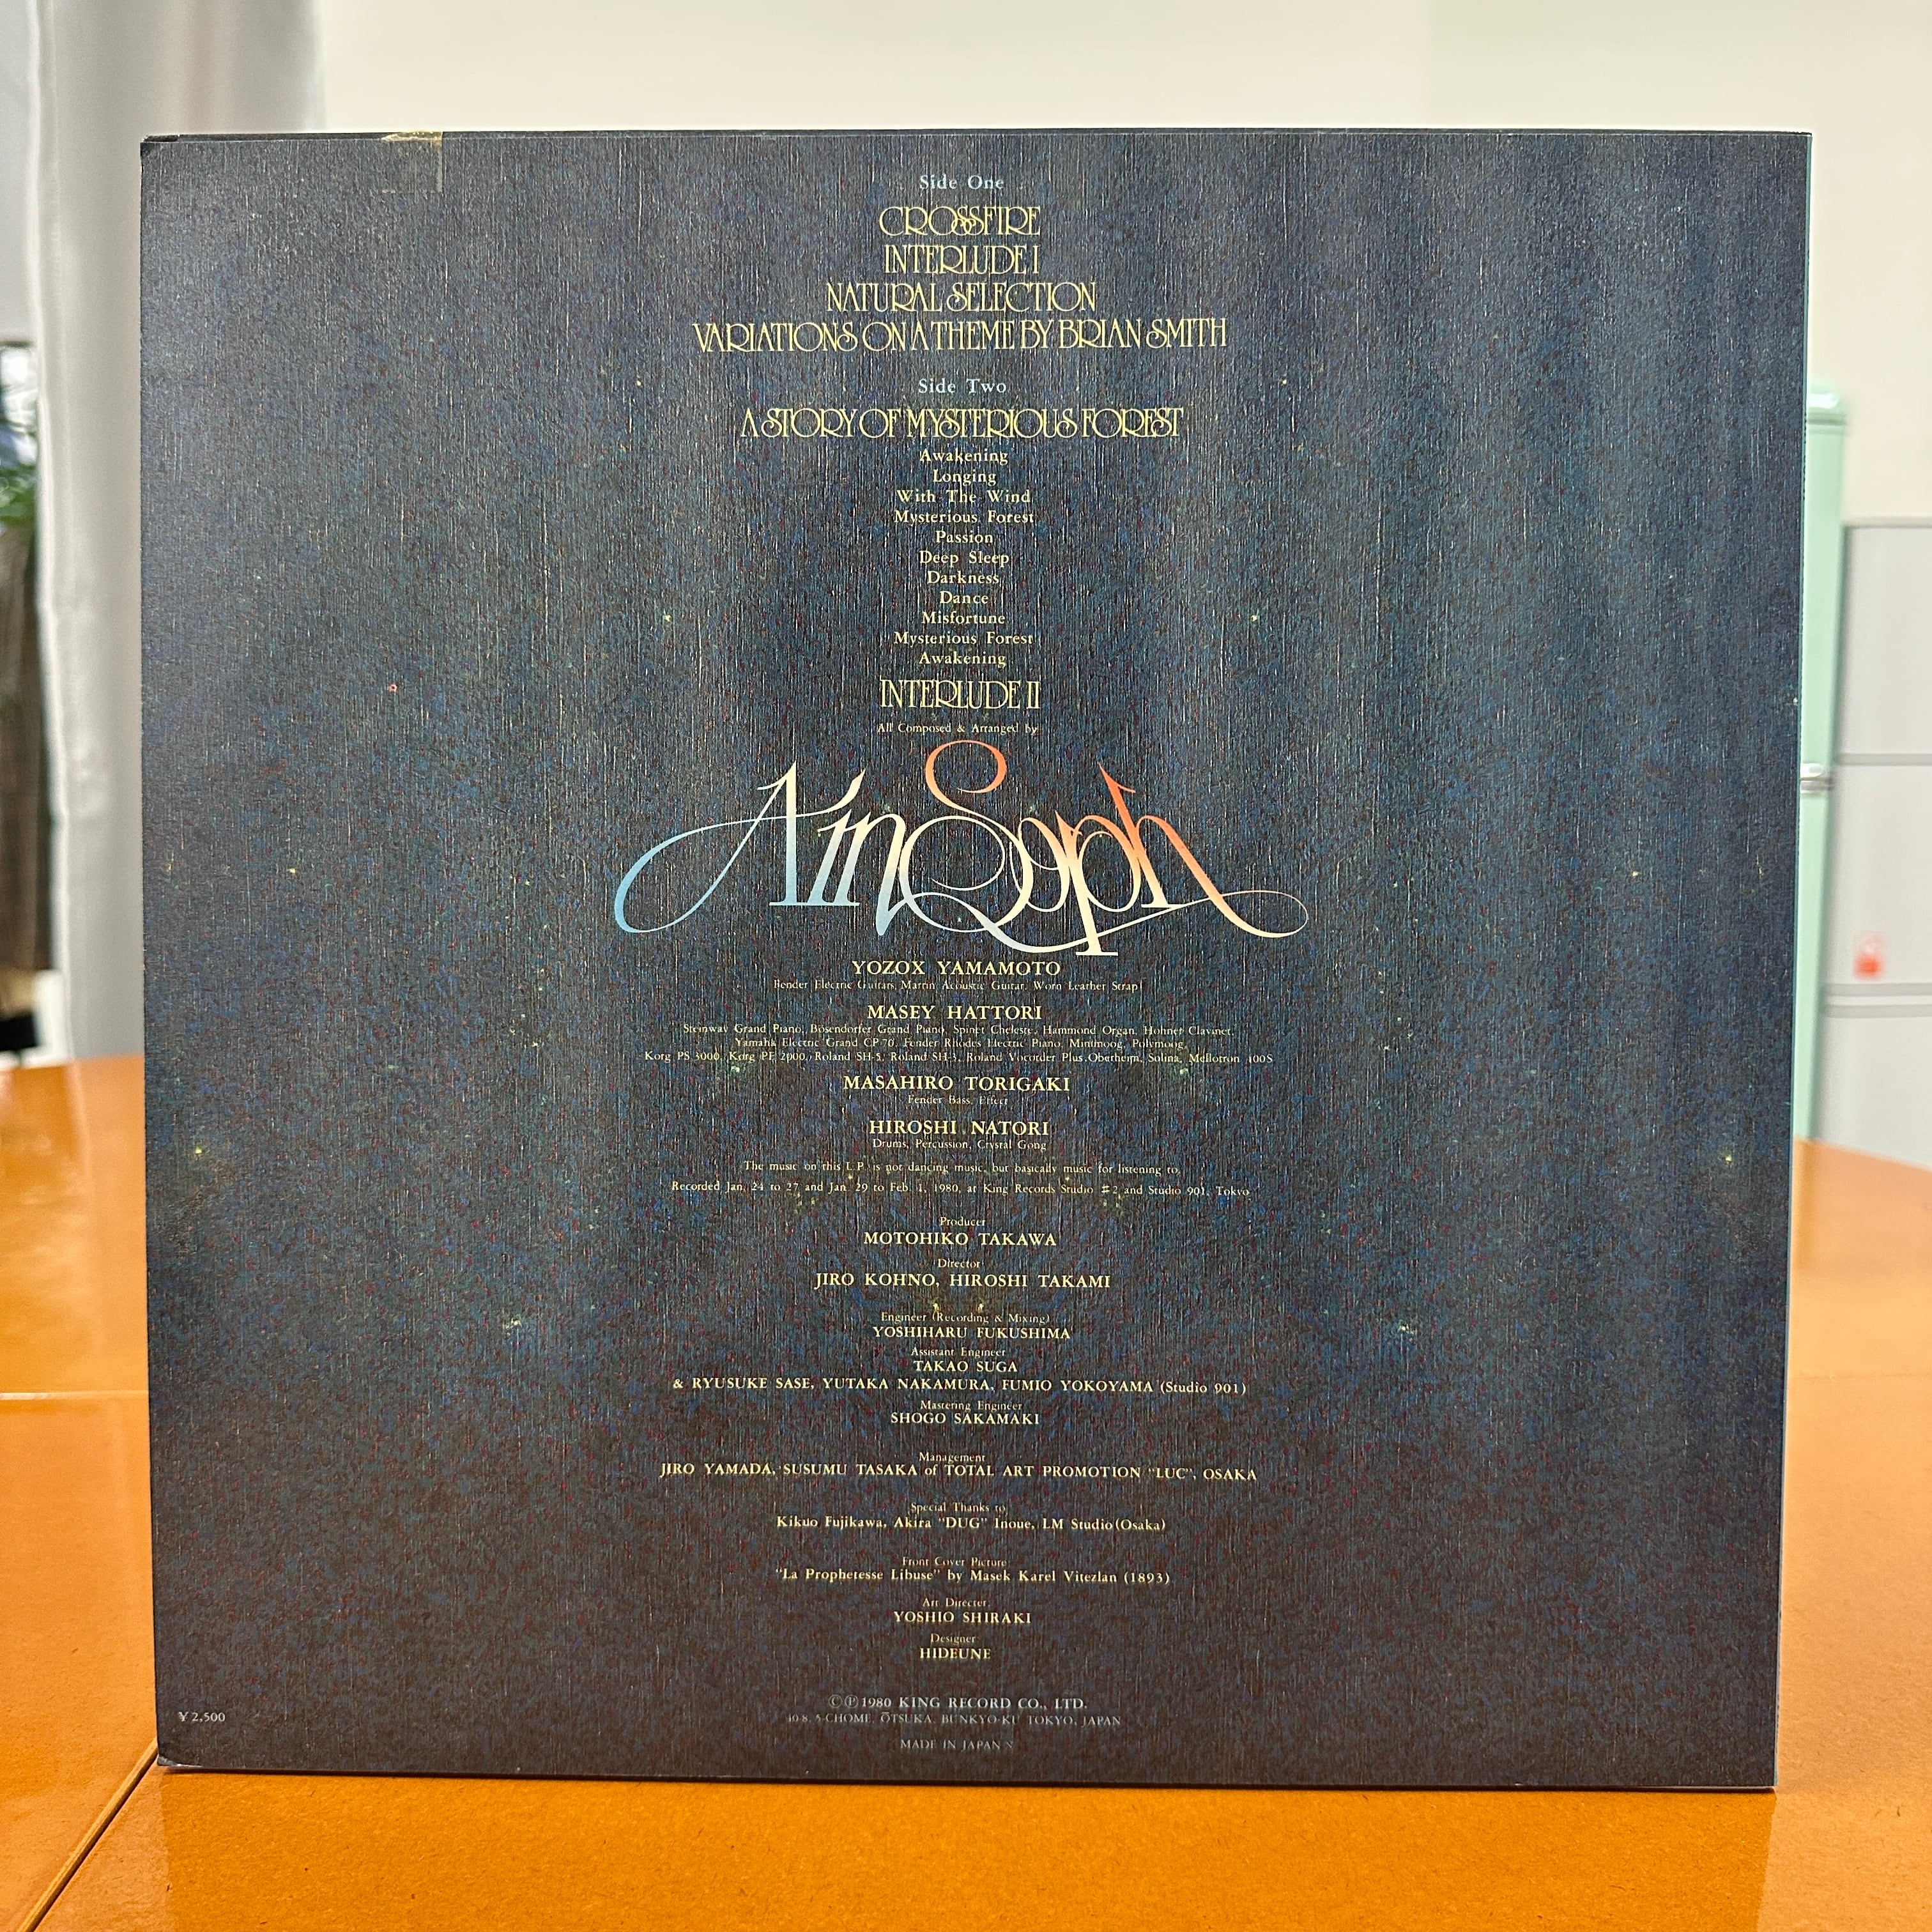 Side One
CROSSFIRE
INTERLUDE I
NATURAL SELECTION
VARIATIONS ON A THEME BY BRIAN SMITH
Side Two
A STORY OF MYSTERIOUS FOREST
Awakening
Longing
With The Wind
Mysterious Forest
Passion
Deep Sleep
Darkness
Dance
Misfortune
Mysterious Forest
Awakening
INTERLUDE II
All Composed & Arranged by
Ain Soph
YOZOX YAMAMOTO
Electric Guitars, Martin Acoustic Guitar, Worn Leather Strap
MASEY HATTORI
Steinway Grand Piano, Bösendorfer Grand Piano, Spinet Cheleste, Hammond Organ, Hohner Clavinet,
Yamaha Electric Grand CP-70, Fender Rhodes Electric Piano, Minimoog, Polymoog,
Korg PS 3000, Korg PE 2000, Roland SH-5, Roland SH-3, Roland Vocorder Plus, Oberheim, Solina, Mellotron 400S
MASAHIRO TORIGAKI
Fender Bass, Effect
HIROSHI NATORI
Drums, Percussion, Crystal Gong
The music on this L.P. is not dancing music, but basically music for listening to.
Recorded Jan. 24 to 27 and Jan. 29 to Feb. 1, 1980, at King Records Studio #2 and Studio 901, Tokyo
Producer
MOTOHIKO TAKAWA
Director
JIRO KOHNO, HIROSHI TAKAMI
Engineer (Recording & Mixing)
YOSHIHARU FUKUSHIMA
Assistant Engineer
TAKAO SUGA
& RYUSUKE SASE, YUTAKA NAKAMURA, FUMIO YOKOYAMA (Studio 901)
Mastering Engineer
SHOGO SAKAMAKI
Management
JIRO YAMADA, SUSUMU TASAKA of TOTAL ART PROMOTION "LUC", OSAKA
Special Thanks to
Kikuo Fujikawa, Akira "DUG" Inoue, LM Studio (Osaka)
Front Cover Picture
"La Prophetesse Libuse" by Masek Karel Vitezlan (1893)
Art Directer
YOSHIO SHIRAKI
Designer
HIDEUNE
©℗1980 KING RECORD CO., LTD.
¥2,500
5-CHOME, ŌTSUKA, BUNKYO-KU TOKYO, JAPAN
MADE IN JAPAN